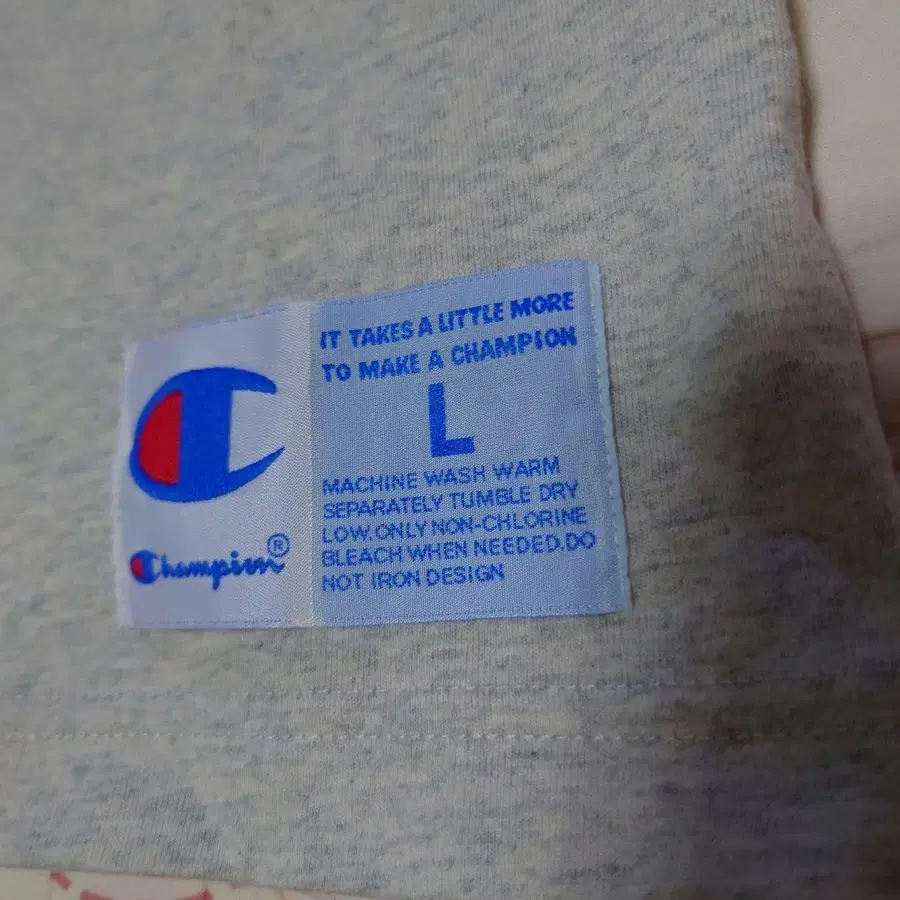 Champion®
IT TAKES A LITTLE MORE
TO MAKE A CHAMPION
L
MACHINE WASH WARM
SEPARATELY TUMBLE DRY
LOW.ONLY NON-CHLORINE
BLEACH WHEN NEEDED.DO
NOT IRON DESIGN